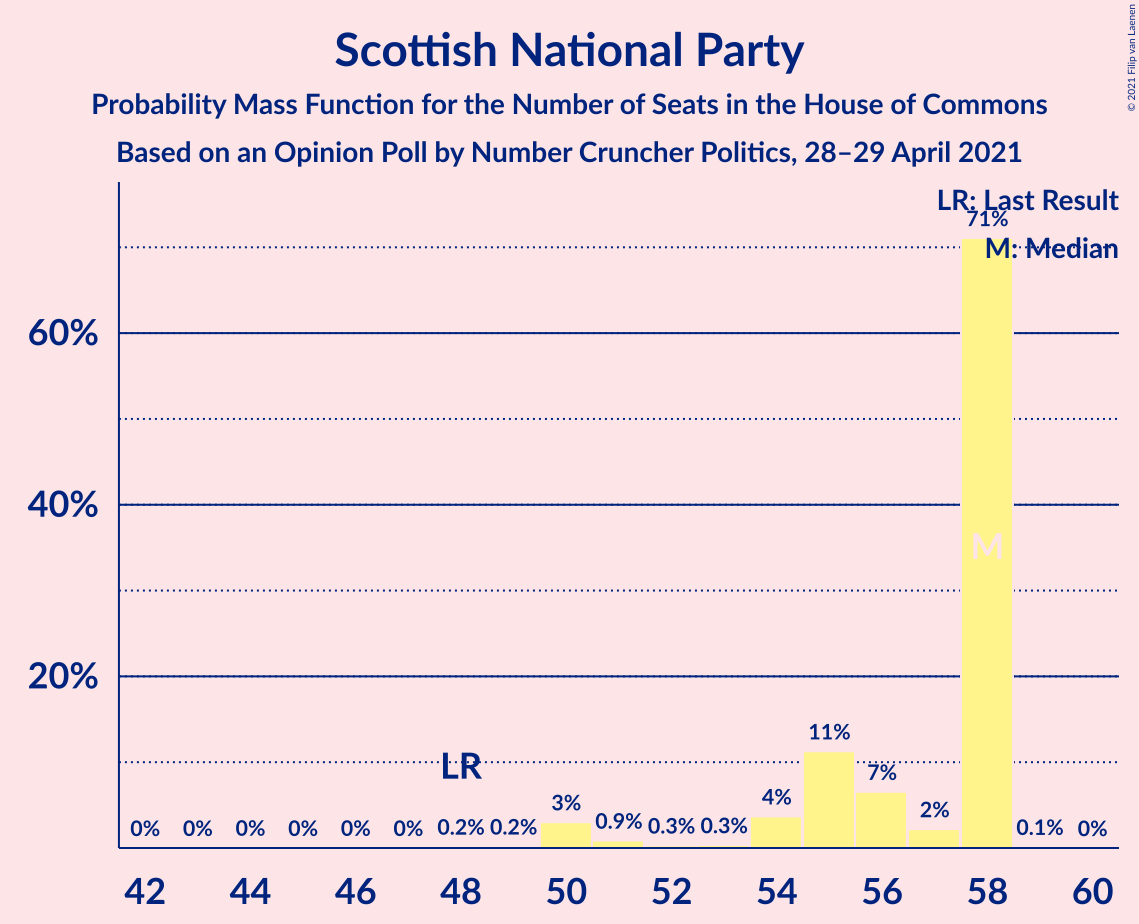 Scottish National Party
Probability Mass Function for the Number of Seats in the House of Commons
Based on an Opinion Poll by Number Cruncher Politics, 28–29 April 2021
© 2021 Filip van Laenen
LR: Last Result
M: Median
60%
40%
20%
0% 0% 0% 0% 0% 0% 0.2% 0.2% 3% 0.9% 0.3% 0.3% 4% 11% 7% 2% 71% 0.1% 0%
LR
M
42 44 46 48 50 52 54 56 58 60